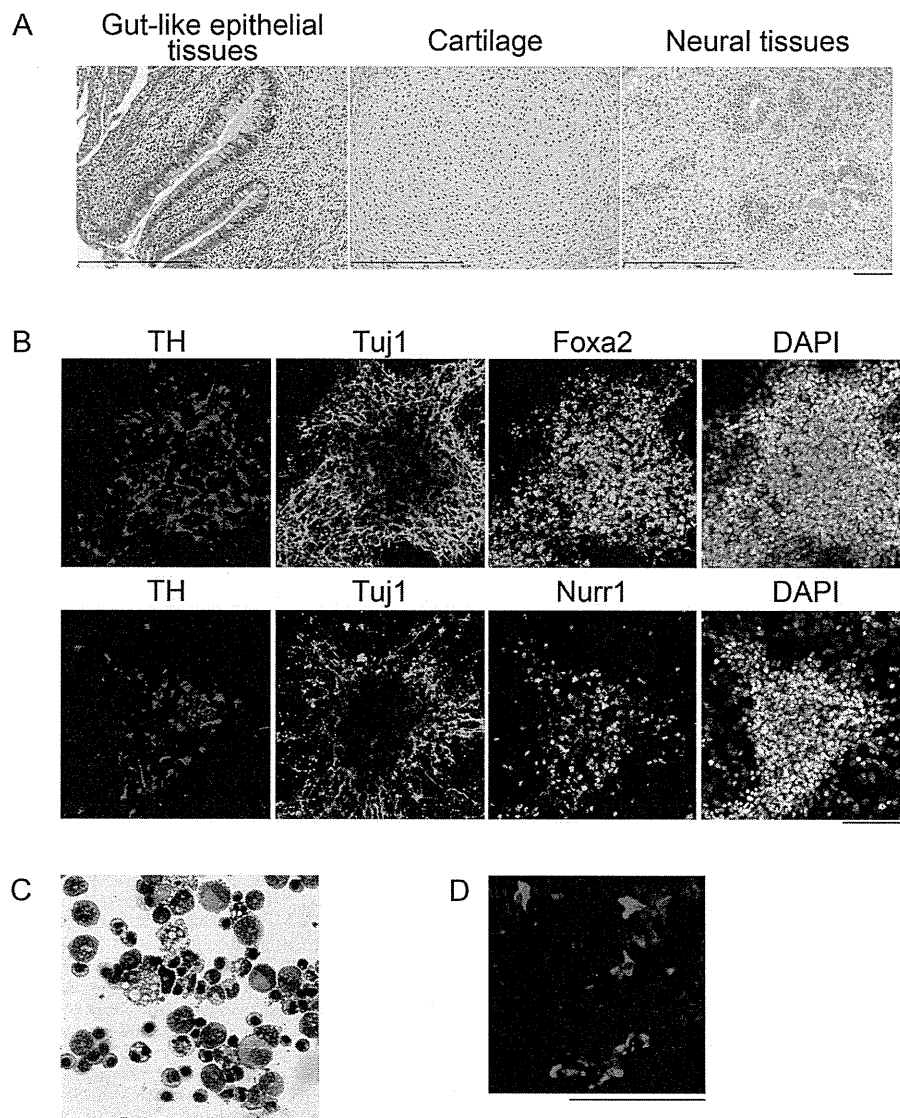 A
Gut-like epithelial
tissues
Cartilage
Neural tissues
B
TH
Tuj1
Foxa2
DAPI
TH
Tuj1
Nurr1
DAPI
C
D